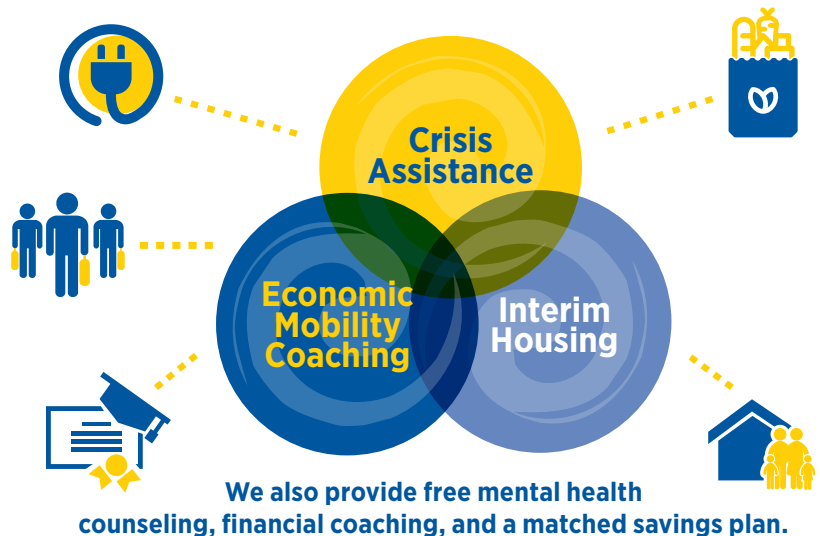 Crisis
Assistance
Economic
Mobility
Coaching
Interim
Housing
We also provide free mental health
counseling, financial coaching, and a matched savings plan.